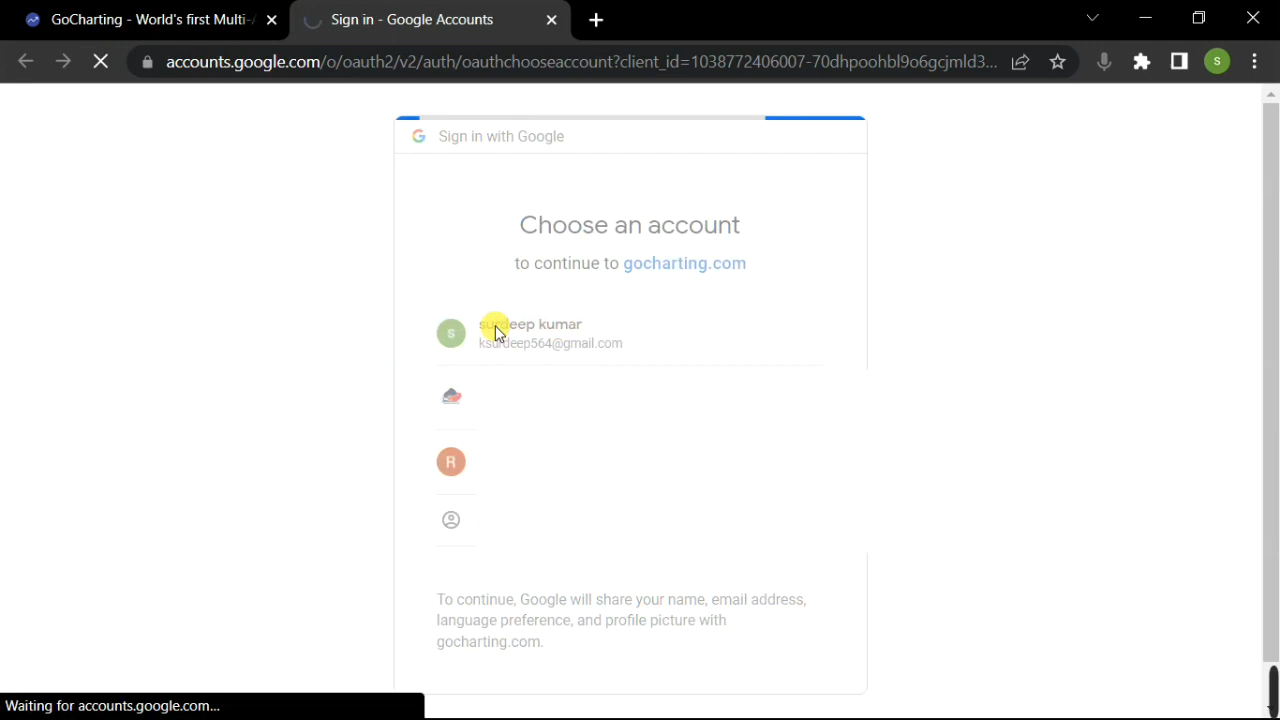 GoCharting - World's first Multi-A
Sign in - Google Accounts
accounts.google.com/o/oauth2/v2/auth/oauthchooseaccount?client_id=1038772406007-70dhpoohbl9o6gcjmld3...
S
Sign in with Google
Choose an account
to continue to gocharting.com
S
surdeep kumar
ksurdeep564@gmail.com
R
To continue, Google will share your name, email address,
language preference, and profile picture with
gocharting.com.
Waiting for accounts.google.com...